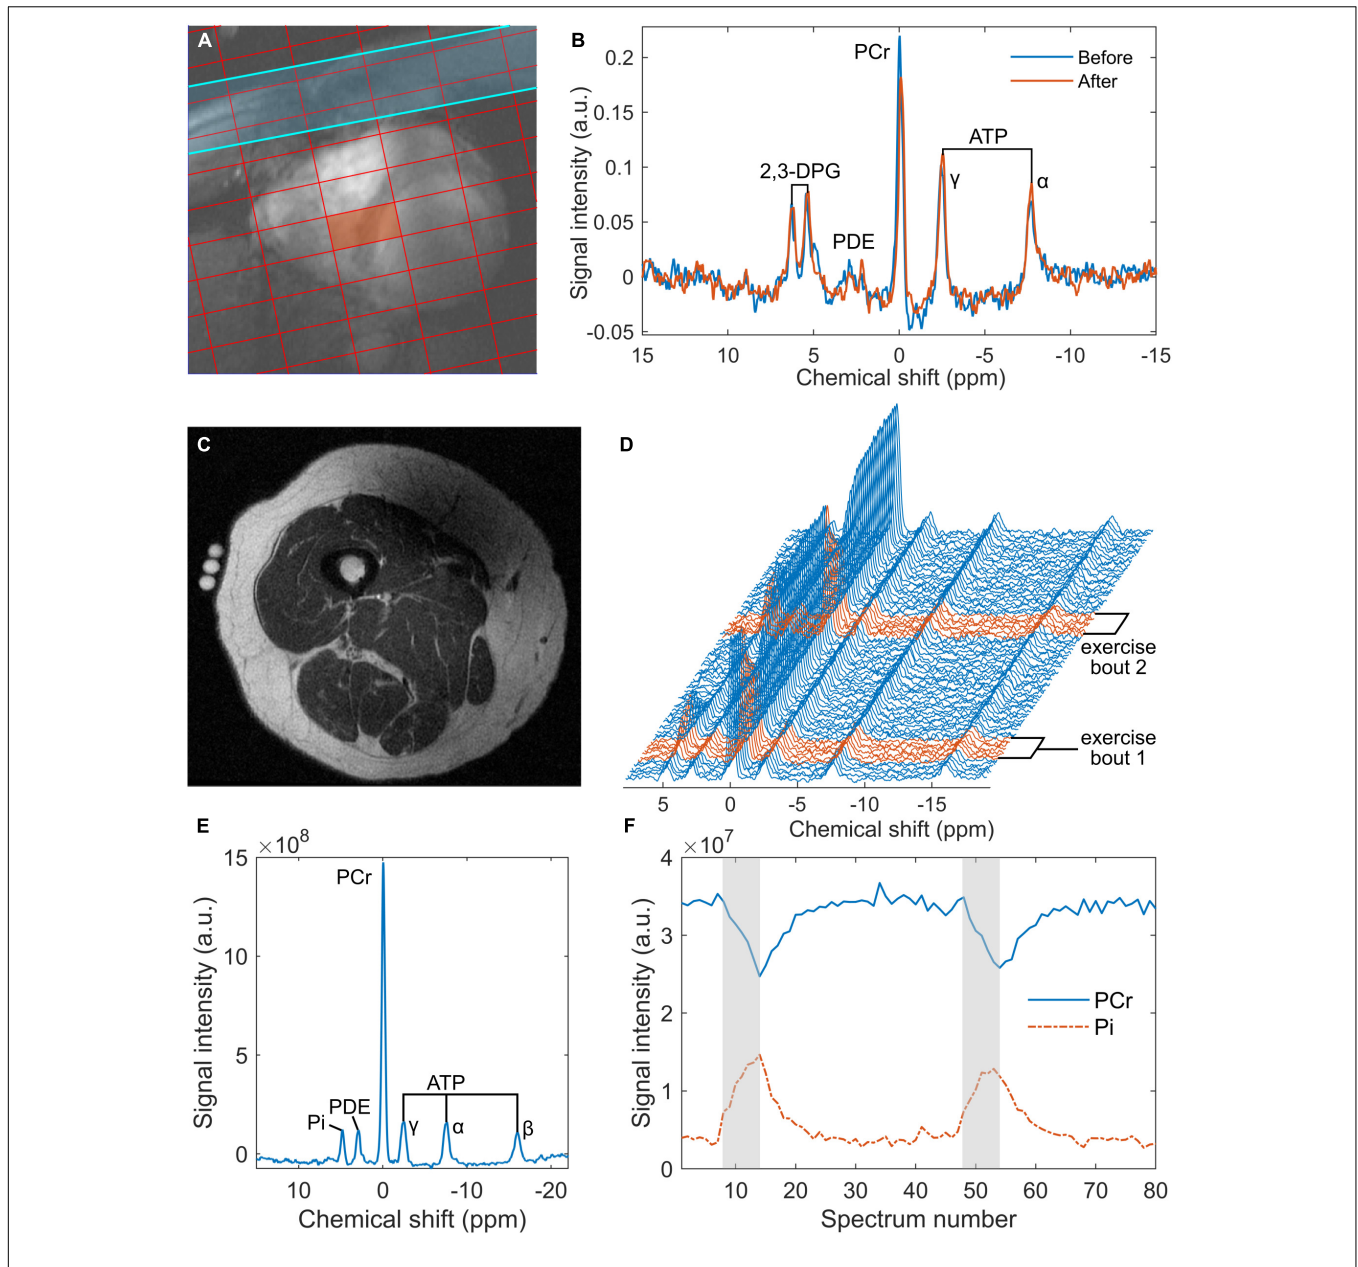 A
B
PCr
Before
After
ATP
2,3-DPG
γ
α
PDE
Signal intensity (a.u.)
0.2
0.15
0.1
0.05
0
-0.05
15 10 5 0 -5 -10 -15
Chemical shift (ppm)
C
D
exercise
bout 2
exercise
bout 1
5 0 -5 -10 -15
Chemical shift (ppm)
E
×10⁸
15
10
5
0
Signal intensity (a.u.)
PCr
ATP
PDE
Pi
γ
α
β
10 0 -10 -20
Chemical shift (ppm)
F
×10⁷
4
3
2
1
0
Signal intensity (a.u.)
PCr
Pi
10 20 30 40 50 60 70 80
Spectrum number